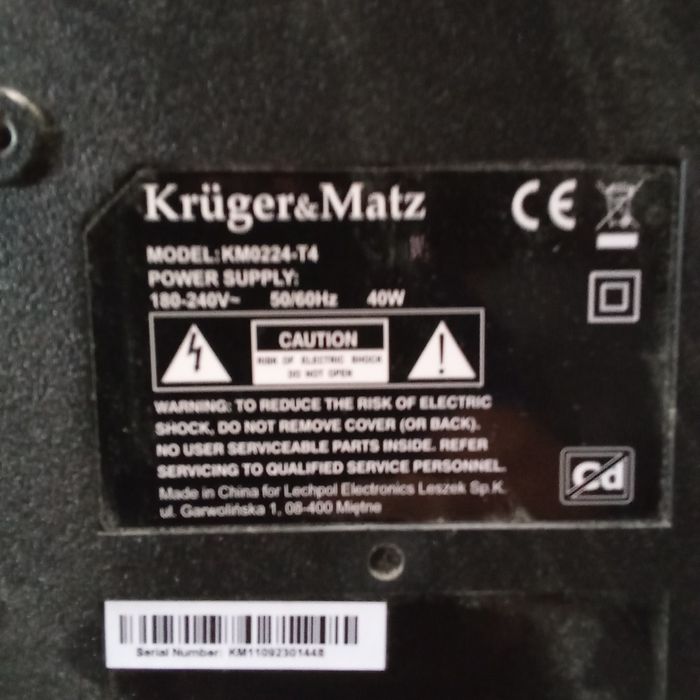 Krüger&Matz
CE
MODEL: KM0224-T4
POWER SUPPLY:
180-240V~ 50/60Hz 40W
CAUTION
RISK OF ELECTRIC SHOCK
DO NOT OPEN
WARNING: TO REDUCE THE RISK OF ELECTRIC
SHOCK, DO NOT REMOVE COVER (OR BACK).
NO USER SERVICEABLE PARTS INSIDE. REFER
SERVICING TO QUALIFIED SERVICE PERSONNEL.
Made in China for Lechpol Electronics Leszek Sp.K.
ul. Garwolińska 1, 08-400 Miętne
Cd
Serial Number: KM11092301448